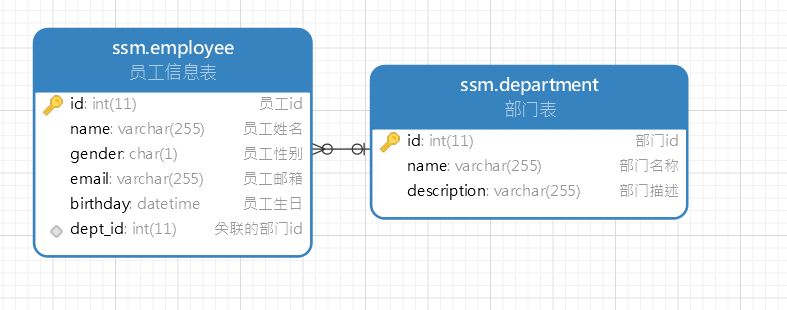 ssm.employee
员工信息表
id: int(11) 员工id
name: varchar(255) 员工姓名
gender: char(1) 员工性别
email: varchar(255) 员工邮箱
birthday: datetime 员工生日
dept_id: int(11) 关联的部门id
ssm.department
部门表
id: int(11) 部门id
name: varchar(255) 部门名称
description: varchar(255) 部门描述